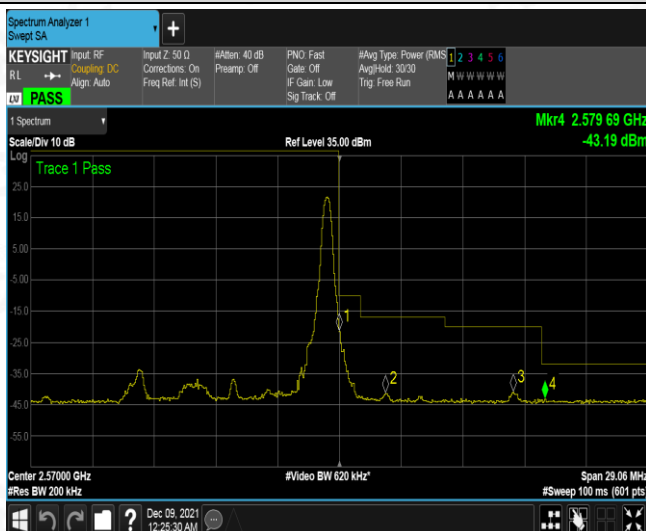 Spectrum Analyzer 1
Swept SA
+
KEYSIGHT
RL
PASS
Input: RF
Coupling: DC
Align: Auto
Input Z: 50 Ω
Corrections: On
Freq Ref: Int (S)
#Atten: 40 dB
Preamp: Off
PNO: Fast
Gate: Off
IF Gain: Low
Sig Track: Off
#Avg Type: Power (RMS
Avg|Hold: 30/30
Trig: Free Run
1 2 3 4 5 6
M W W W W W
A A A A A A
1 Spectrum
Scale/Div 10 dB
Ref Level 35.00 dBm
Mkr4 2.579 69 GHz
-43.19 dBm
Log
Trace 1 Pass
25.0
15.0
5.00
-5.00
-15.0
-25.0
-35.0
-45.0
-55.0
1
2
3
4
Center 2.57000 GHz
#Res BW 200 kHz
#Video BW 620 kHz*
Span 29.06 MHz
#Sweep 100 ms (601 pts)
?
Dec 09, 2021
12:25:30 AM